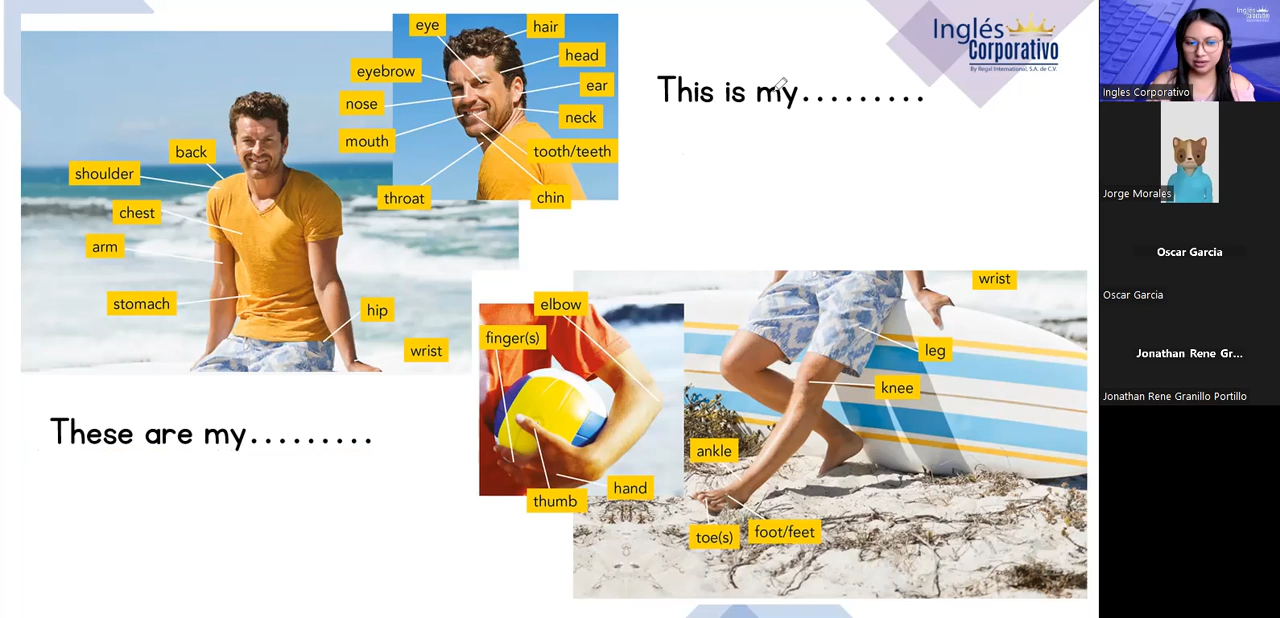 eye
hair
head
eyebrow
ear
nose
neck
mouth
tooth/teeth
throat
chin
back
shoulder
chest
arm
stomach
hip
wrist
This is my.........
Inglés
Corporativo
By Regal International, S.A. de C.V.
These are my.........
elbow
finger(s)
thumb
hand
wrist
leg
knee
ankle
toe(s)
foot/feet
Inglés
Corporativo
Ingles Corporativo
Jorge Morales
Oscar Garcia
Oscar Garcia
Jonathan Rene Gr...
Jonathan Rene Granillo Portillo